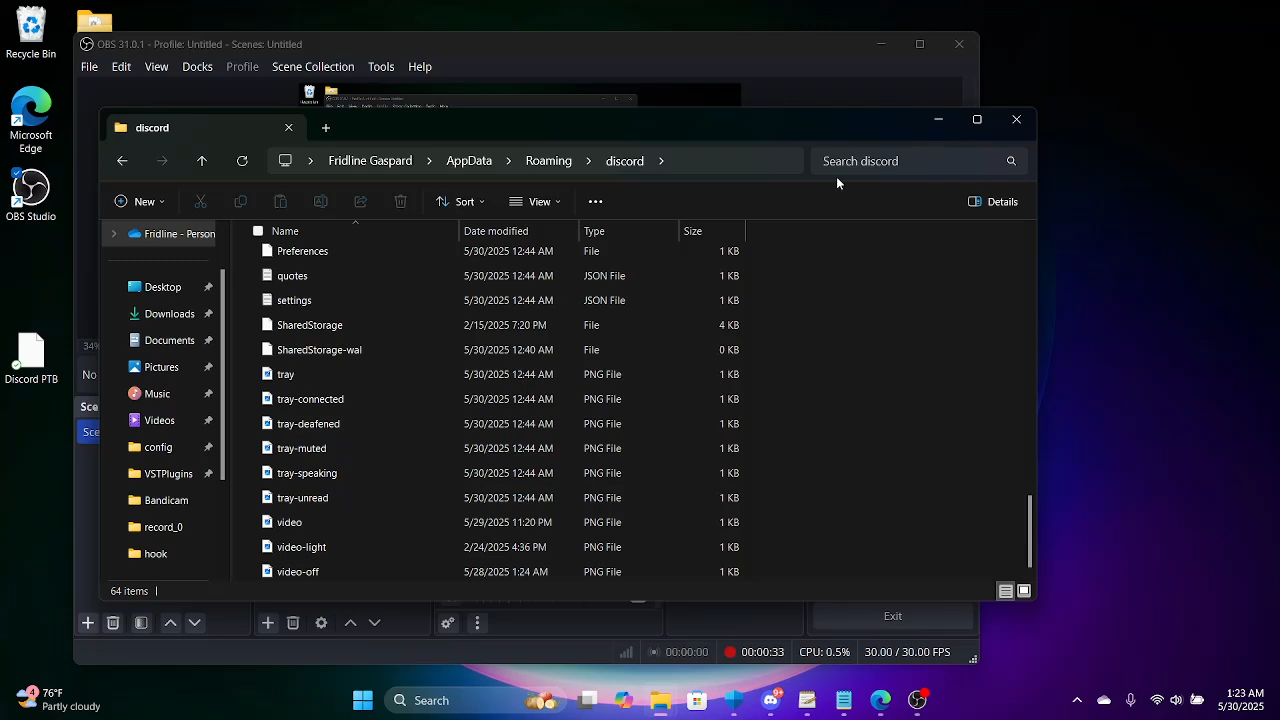 Recycle Bin
Microsoft
Edge
OBS Studio
Discord PTB
OBS 31.0.1 - Profile: Untitled - Scenes: Untitled
File Edit View Docks Profile Scene Collection Tools Help
discord
Fridline Gaspard > AppData > Roaming > discord >
Search discord
New Sort View Details
Fridline - Person
Desktop
Downloads
Documents
Pictures
Music
Videos
config
VSTPlugins
Bandicam
record_0
hook
Name Date modified Type Size
Preferences 5/30/2025 12:44 AM File 1 KB
quotes 5/30/2025 12:44 AM JSON File 1 KB
settings 5/30/2025 12:44 AM JSON File 1 KB
SharedStorage 2/15/2025 7:20 PM File 4 KB
SharedStorage-wal 5/30/2025 12:40 AM File 0 KB
tray 5/30/2025 12:44 AM PNG File 1 KB
tray-connected 5/30/2025 12:44 AM PNG File 1 KB
tray-deafened 5/30/2025 12:44 AM PNG File 1 KB
tray-muted 5/30/2025 12:44 AM PNG File 1 KB
tray-speaking 5/30/2025 12:44 AM PNG File 1 KB
tray-unread 5/30/2025 12:44 AM PNG File 1 KB
video 5/29/2025 11:20 PM PNG File 1 KB
video-light 2/24/2025 4:36 PM PNG File 1 KB
video-off 5/28/2025 1:24 AM PNG File 1 KB
64 items
34%
No
Sce
Sce
Exit
00:00:00 00:00:33 CPU: 0.5% 30.00 / 30.00 FPS
4 76°F
Partly cloudy
Search
9+
1:23 AM
5/30/2025